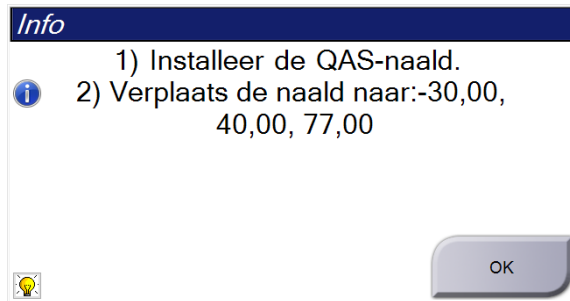 Info
1) Installeer de QAS-naald.
2) Verplaats de naald naar:-30,00,
40,00, 77,00
OK